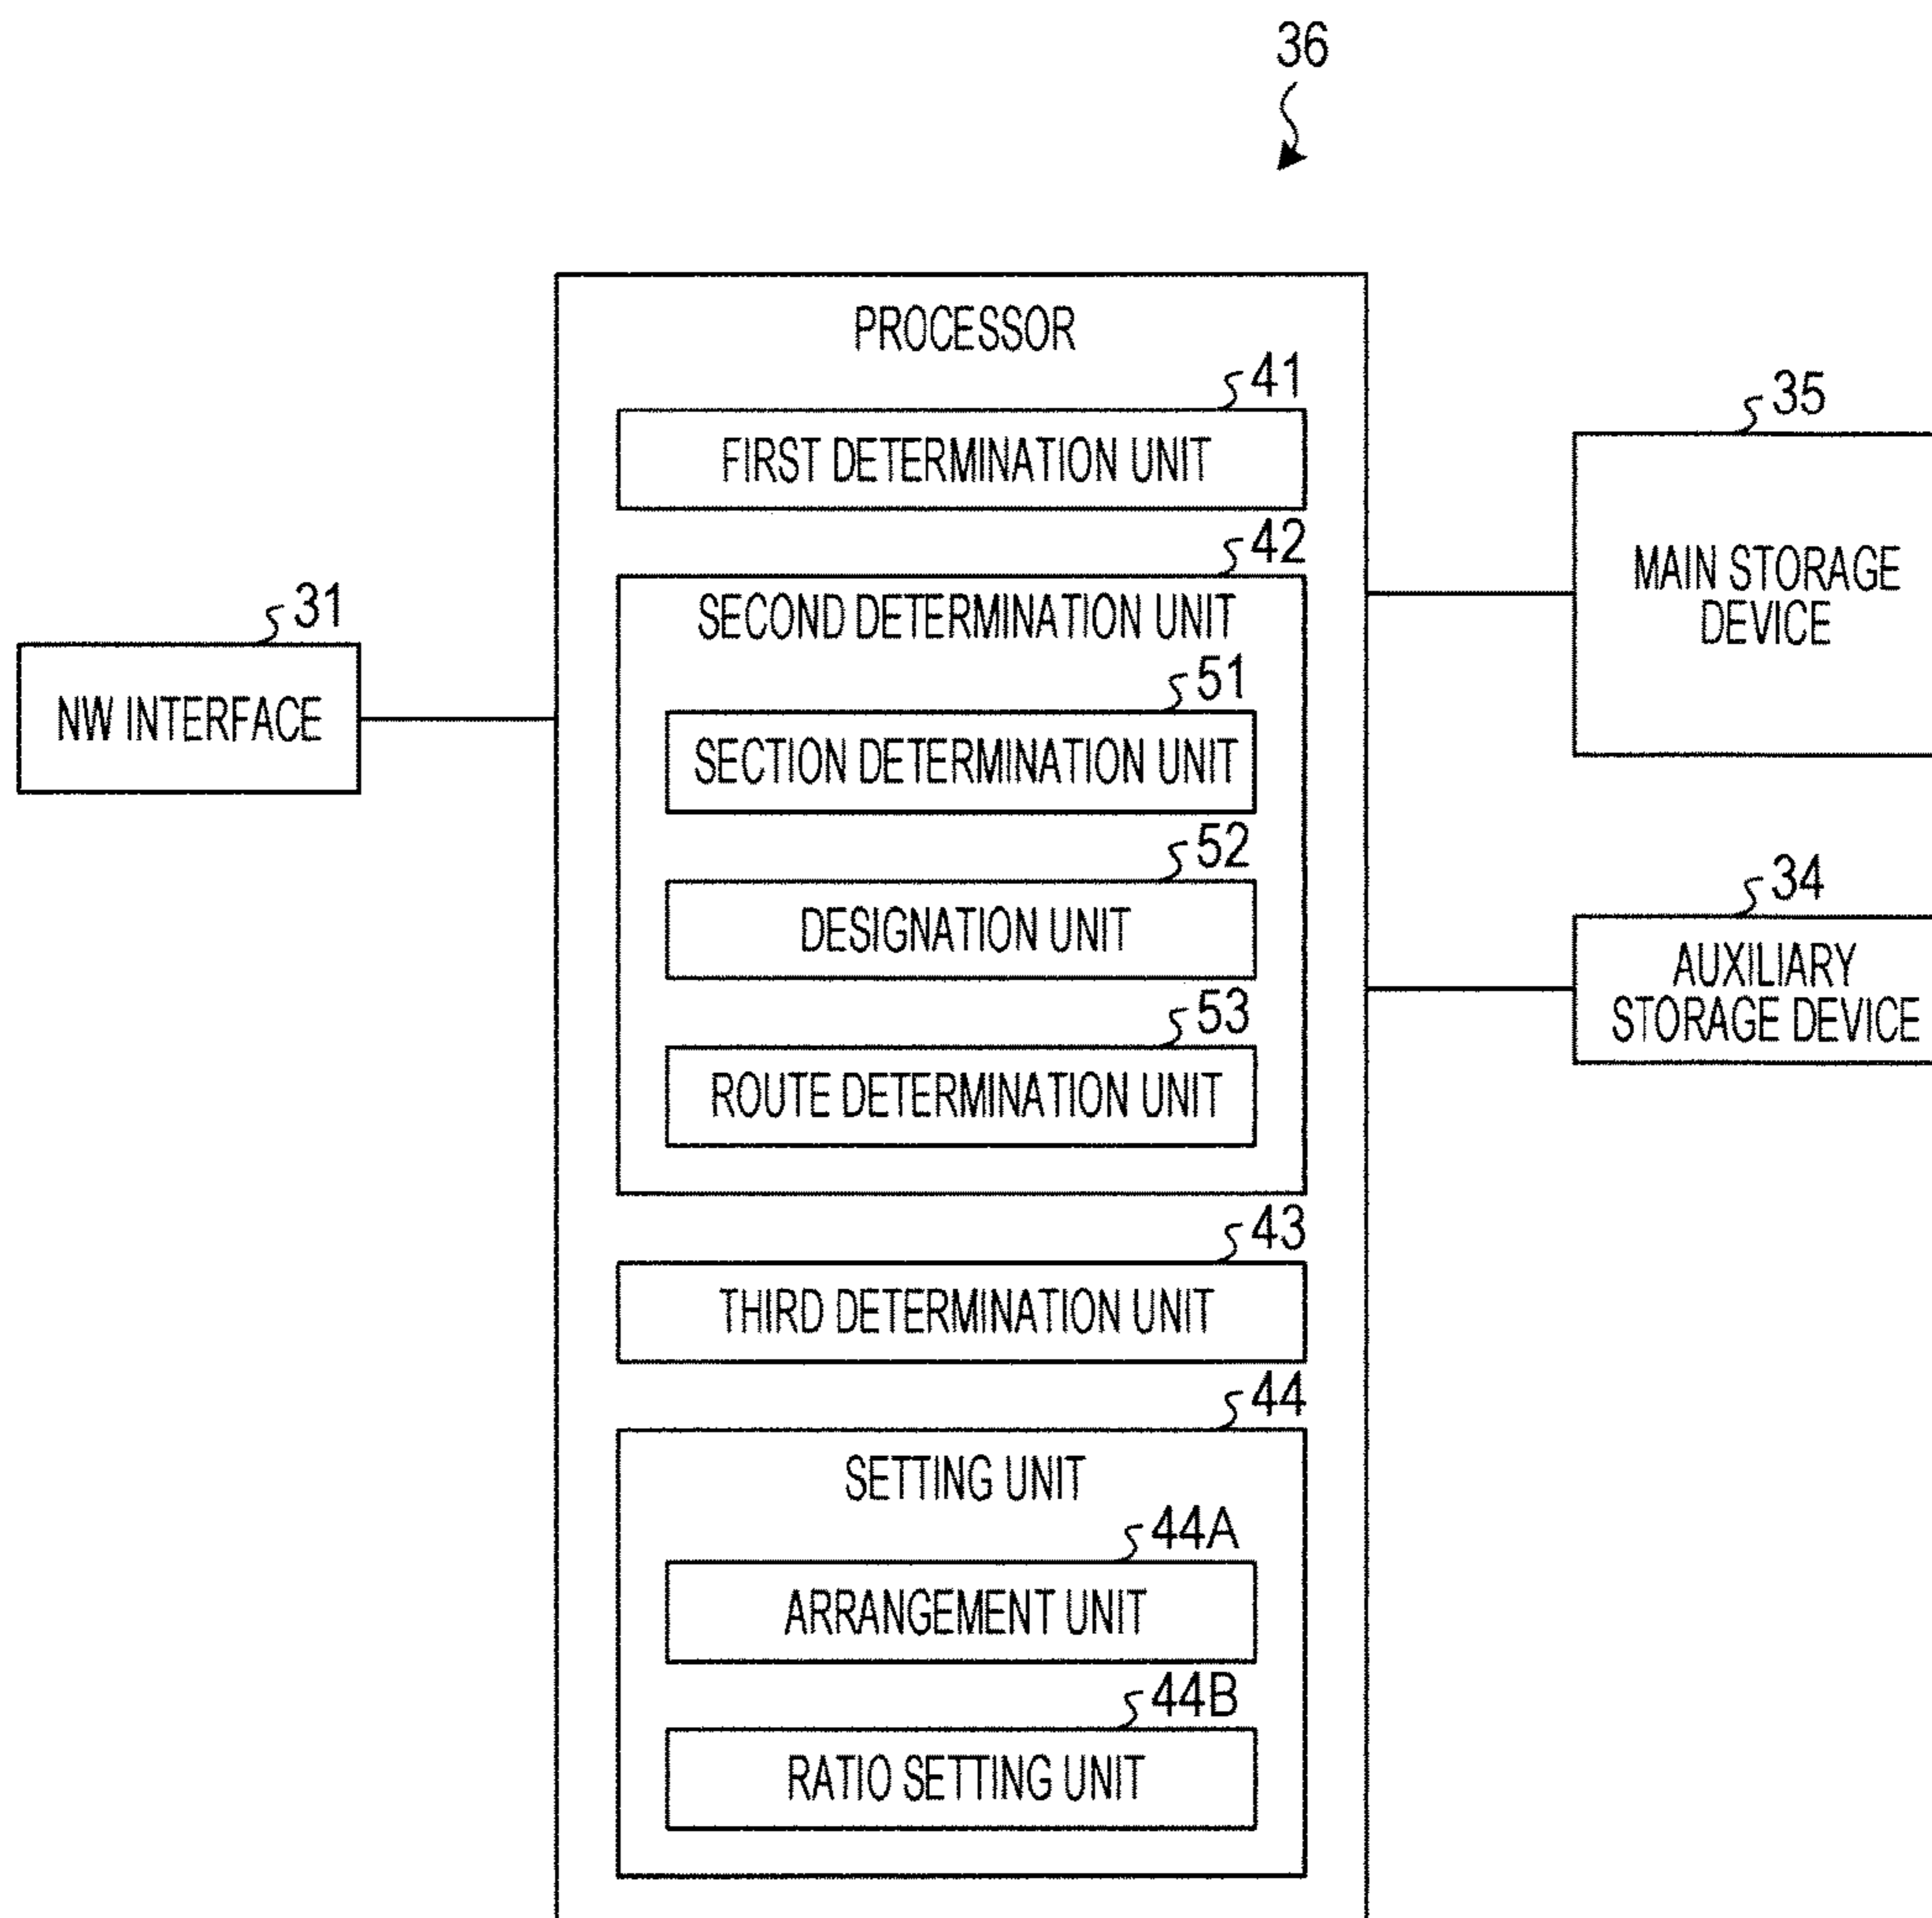 36
PROCESSOR
41
FIRST DETERMINATION UNIT
42
SECOND DETERMINATION UNIT
51
SECTION DETERMINATION UNIT
52
DESIGNATION UNIT
53
ROUTE DETERMINATION UNIT
43
THIRD DETERMINATION UNIT
44
SETTING UNIT
44A
ARRANGEMENT UNIT
44B
RATIO SETTING UNIT
31
NW INTERFACE
35
MAIN STORAGE
DEVICE
34
AUXILIARY
STORAGE DEVICE